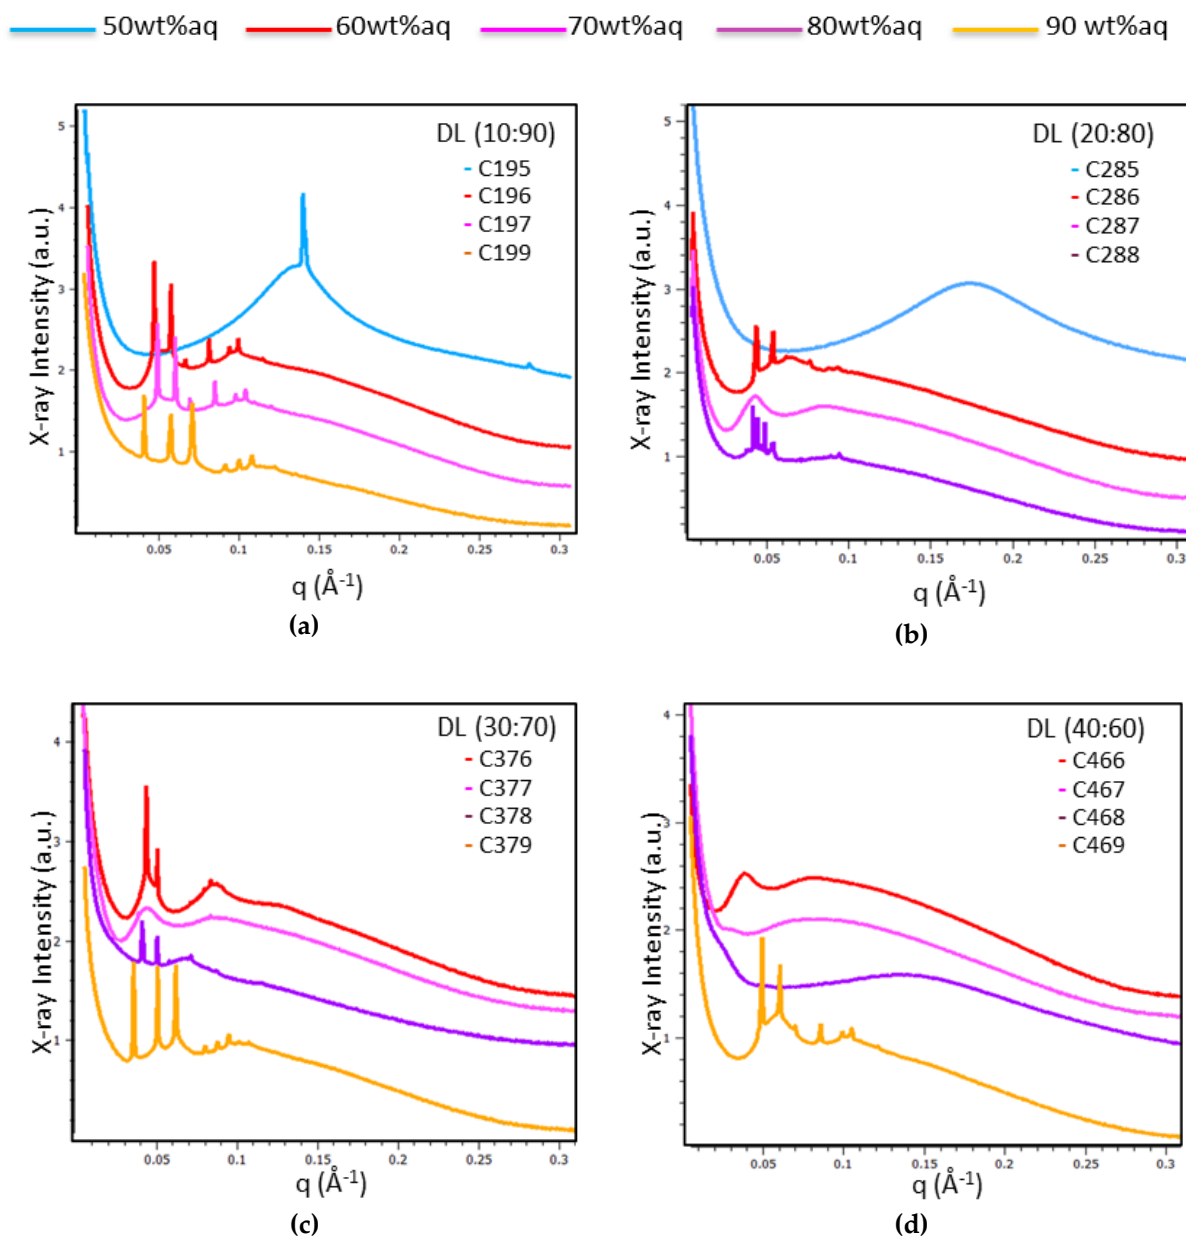 50wt%aq 60wt%aq 70wt%aq 80wt%aq 90 wt%aq
DL (10:90)
C195
C196
C197
C199
X-ray Intensity (a.u.)
5
4
3
2
1
0.05 0.1 0.15 0.2 0.25 0.3
q (Å-1)
(a)
DL (20:80)
C285
C286
C287
C288
X-ray Intensity (a.u.)
5
4
3
2
1
0.05 0.1 0.15 0.2 0.25 0.3
q (Å-1)
(b)
DL (30:70)
C376
C377
C378
C379
X-ray Intensity (a.u.)
4
3
2
1
0.05 0.1 0.15 0.2 0.25 0.3
q (Å-1)
(c)
DL (40:60)
C466
C467
C468
C469
X-ray Intensity (a.u.)
4
3
2
1
0.05 0.1 0.15 0.2 0.25 0.3
q (Å-1)
(d)